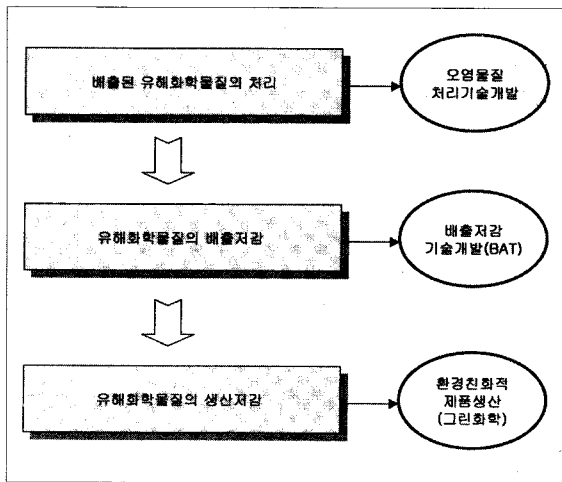 배출된 유해화학물질의 처리
오염물질
처리기술개발
유해화학물질의 배출저감
배출저감
기술개발(BAT)
유해화학물질의 생산저감
환경친화적
제품생산
(그린화학)